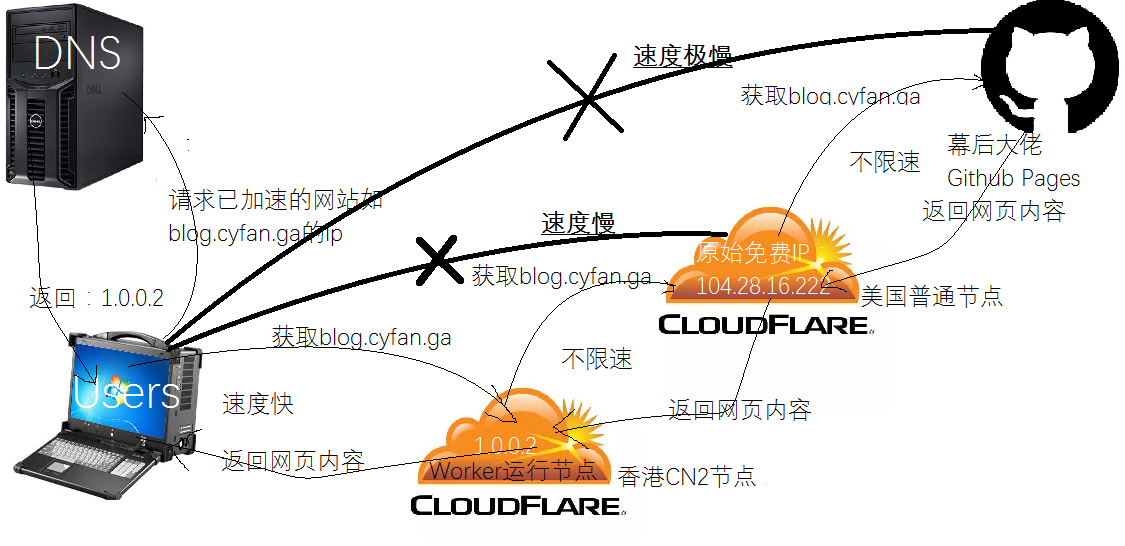 DNS
速度极慢
获取blog.cyfan.ga
不限速
幕后大佬
Github Pages
返回网页内容
请求已加速的网站如
blog.cyfan.ga的ip
速度慢
获取blog.cyfan.ga
原始免费IP
104.28.16.222
美国普通节点
CLOUDFLARE
返回：1.0.0.2
获取blog.cyfan.ga
不限速
Users
速度快
返回网页内容
返回网页内容
1.0.0.2
Worker运行节点
香港CN2节点
CLOUDFLARE